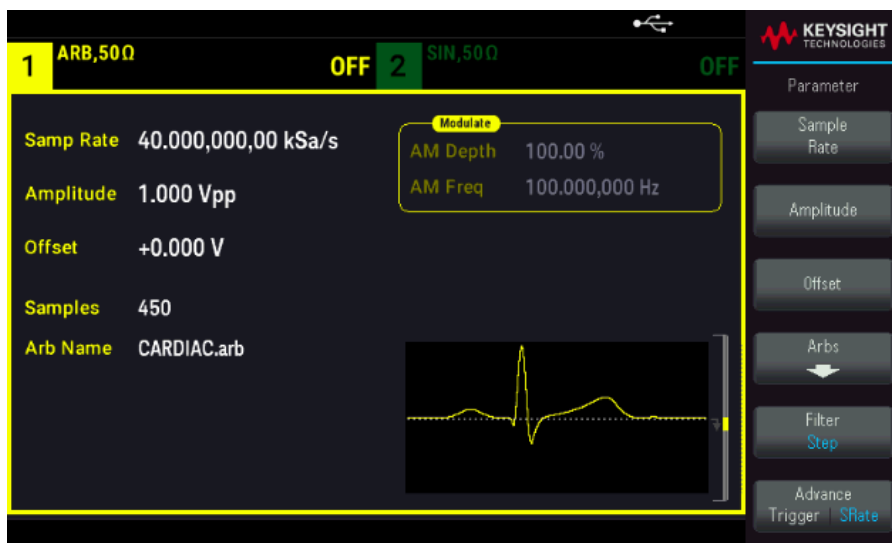 KEYSIGHT
TECHNOLOGIES
1 ARB,50Ω OFF 2 SIN,50Ω OFF
Parameter
Samp Rate 40.000,000,00 kSa/s
Amplitude 1.000 Vpp
Offset +0.000 V
Samples 450
Arb Name CARDIAC.arb
Modulate
AM Depth 100.00 %
AM Freq 100.000,000 Hz
Sample
Rate
Amplitude
Offset
Arbs
Filter
Step
Advance
Trigger SRate